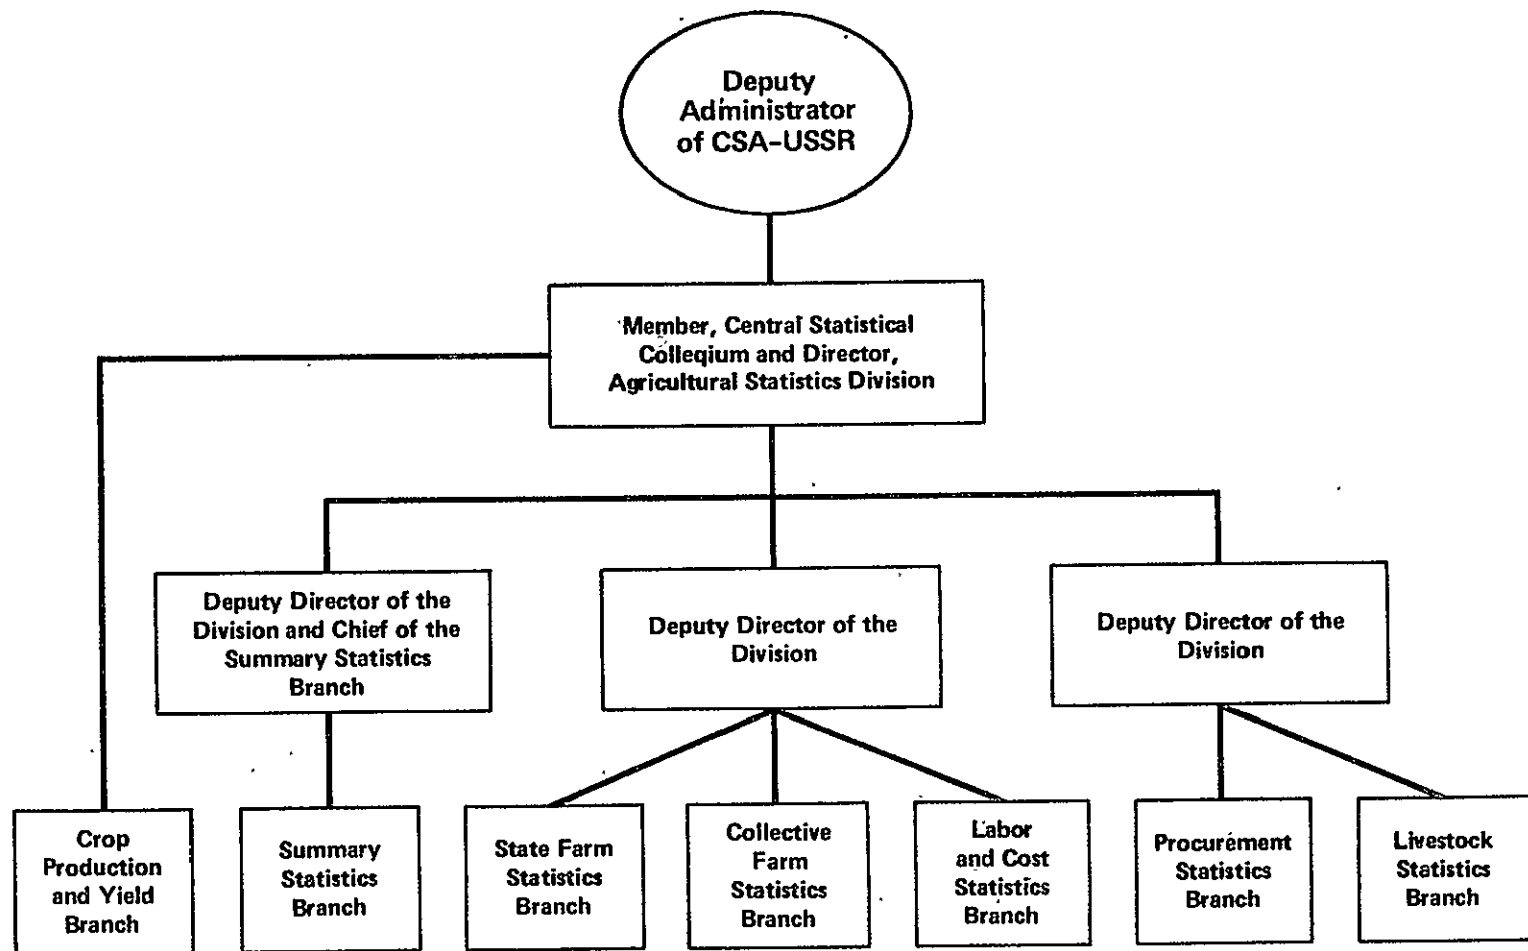 Deputy
Administrator
of CSA-USSR
Member, Central Statistical
Colleqium and Director,
Agricultural Statistics Division
Deputy Director of the
Division and Chief of the
Summary Statistics
Branch
Deputy Director of the
Division
Deputy Director of the
Division
Crop
Production
and Yield
Branch
Summary
Statistics
Branch
State Farm
Statistics
Branch
Collective
Farm
Statistics
Branch
Labor
and Cost
Statistics
Branch
Procurement
Statistics
Branch
Livestock
Statistics
Branch